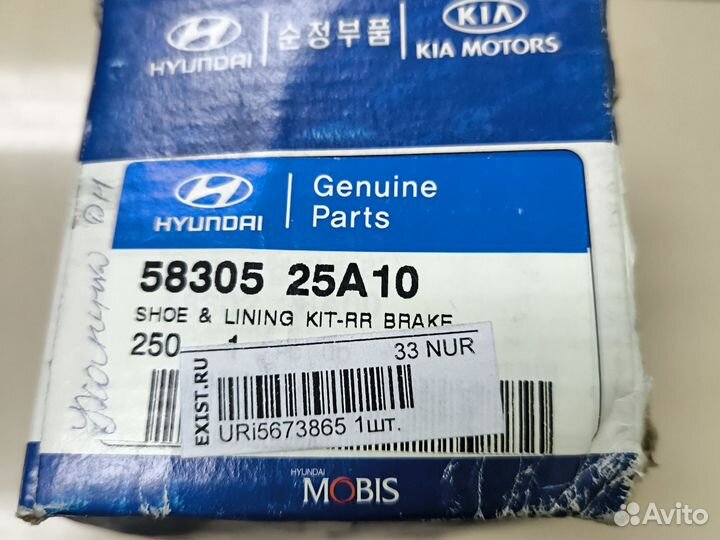 HYUNDAI
순정부품
KIA
KIA MOTORS
HYUNDAI
Genuine
Parts
58305 25A10
SHOE & LINING KIT-RR BRAKE
250 1
EXIST.RU
33 NUR
URi5673865 1шт.
HYUNDAI
MOBIS
Avito